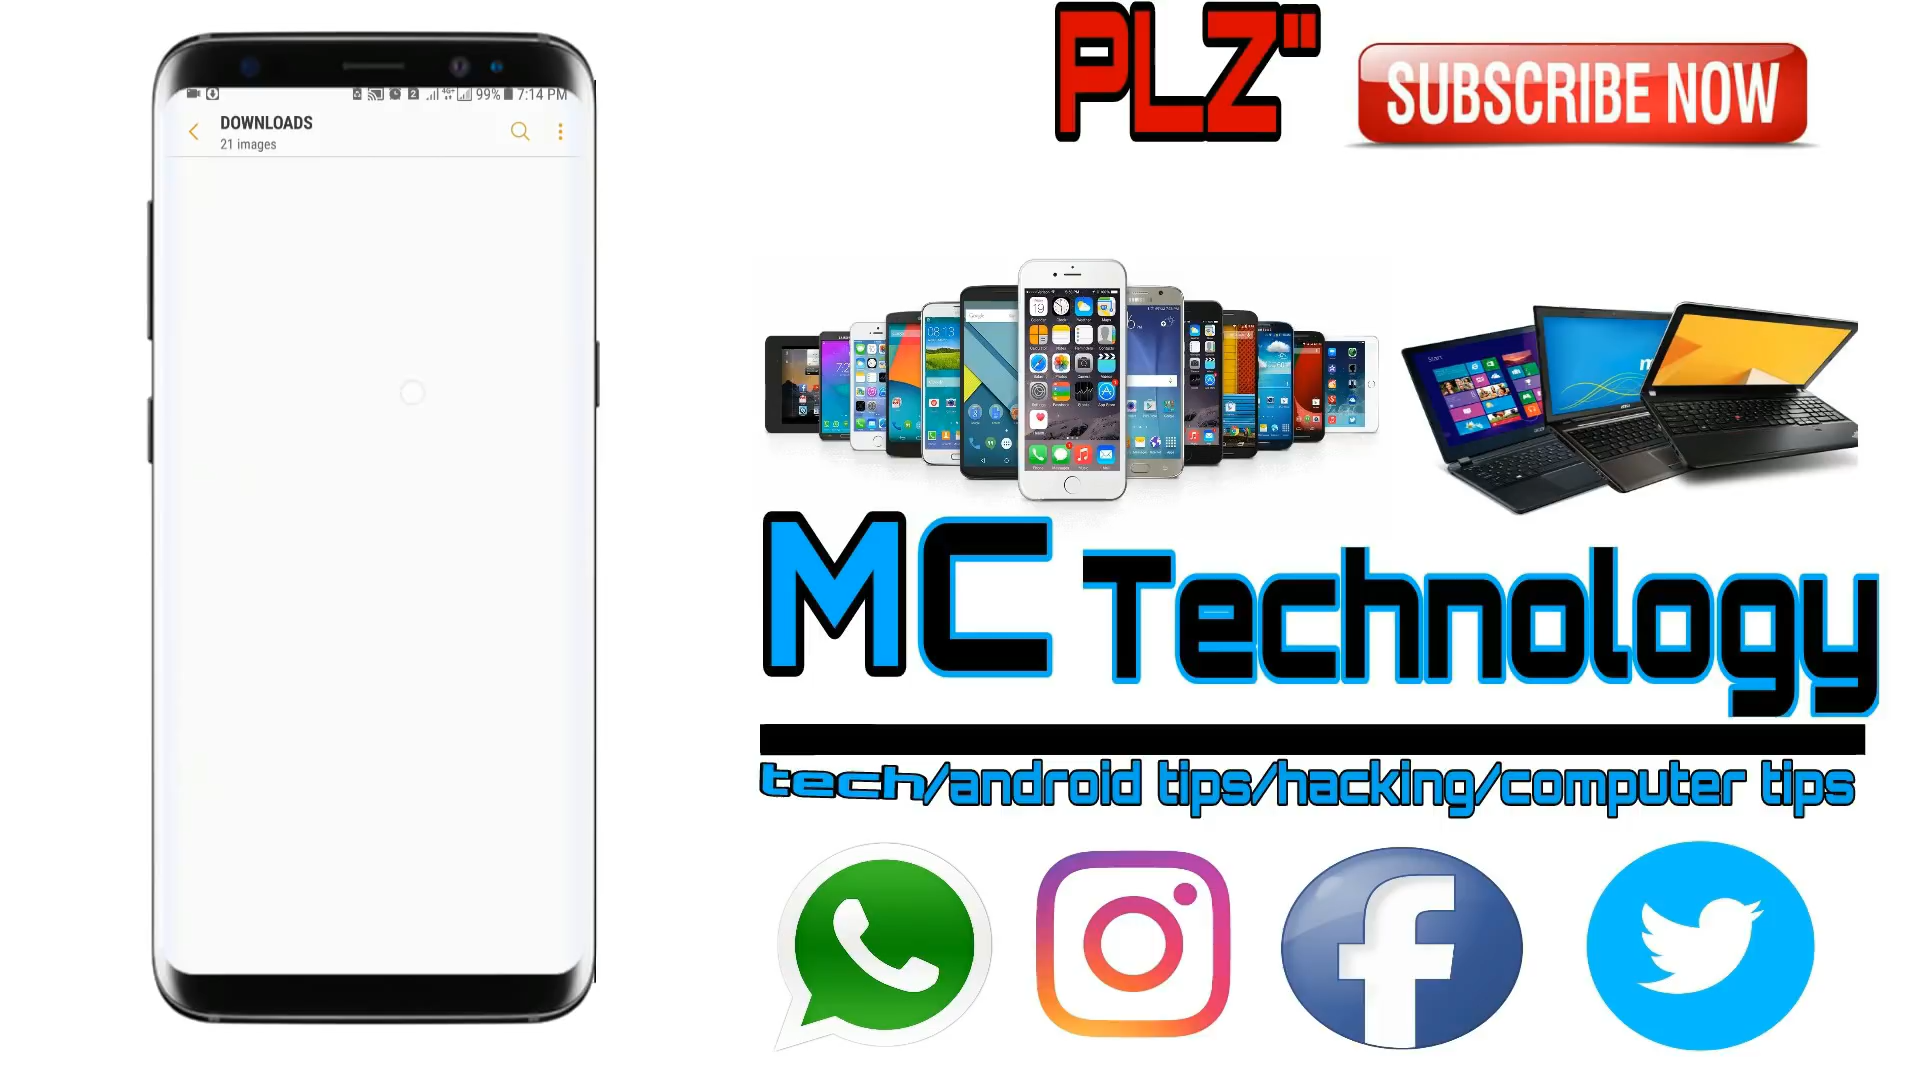 99% 7:14 PM
DOWNLOADS
21 images
PLZ"
SUBSCRIBE NOW
MC Technology
tech/android tips/hacking/computer tips